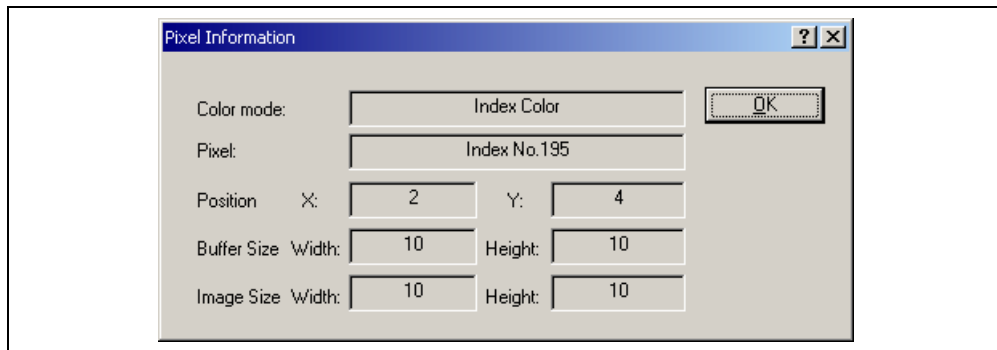 Pixel Information
Color mode: Index Color OK
Pixel: Index No.195
Position X: 2 Y: 4
Buffer Size Width: 10 Height: 10
Image Size Width: 10 Height: 10